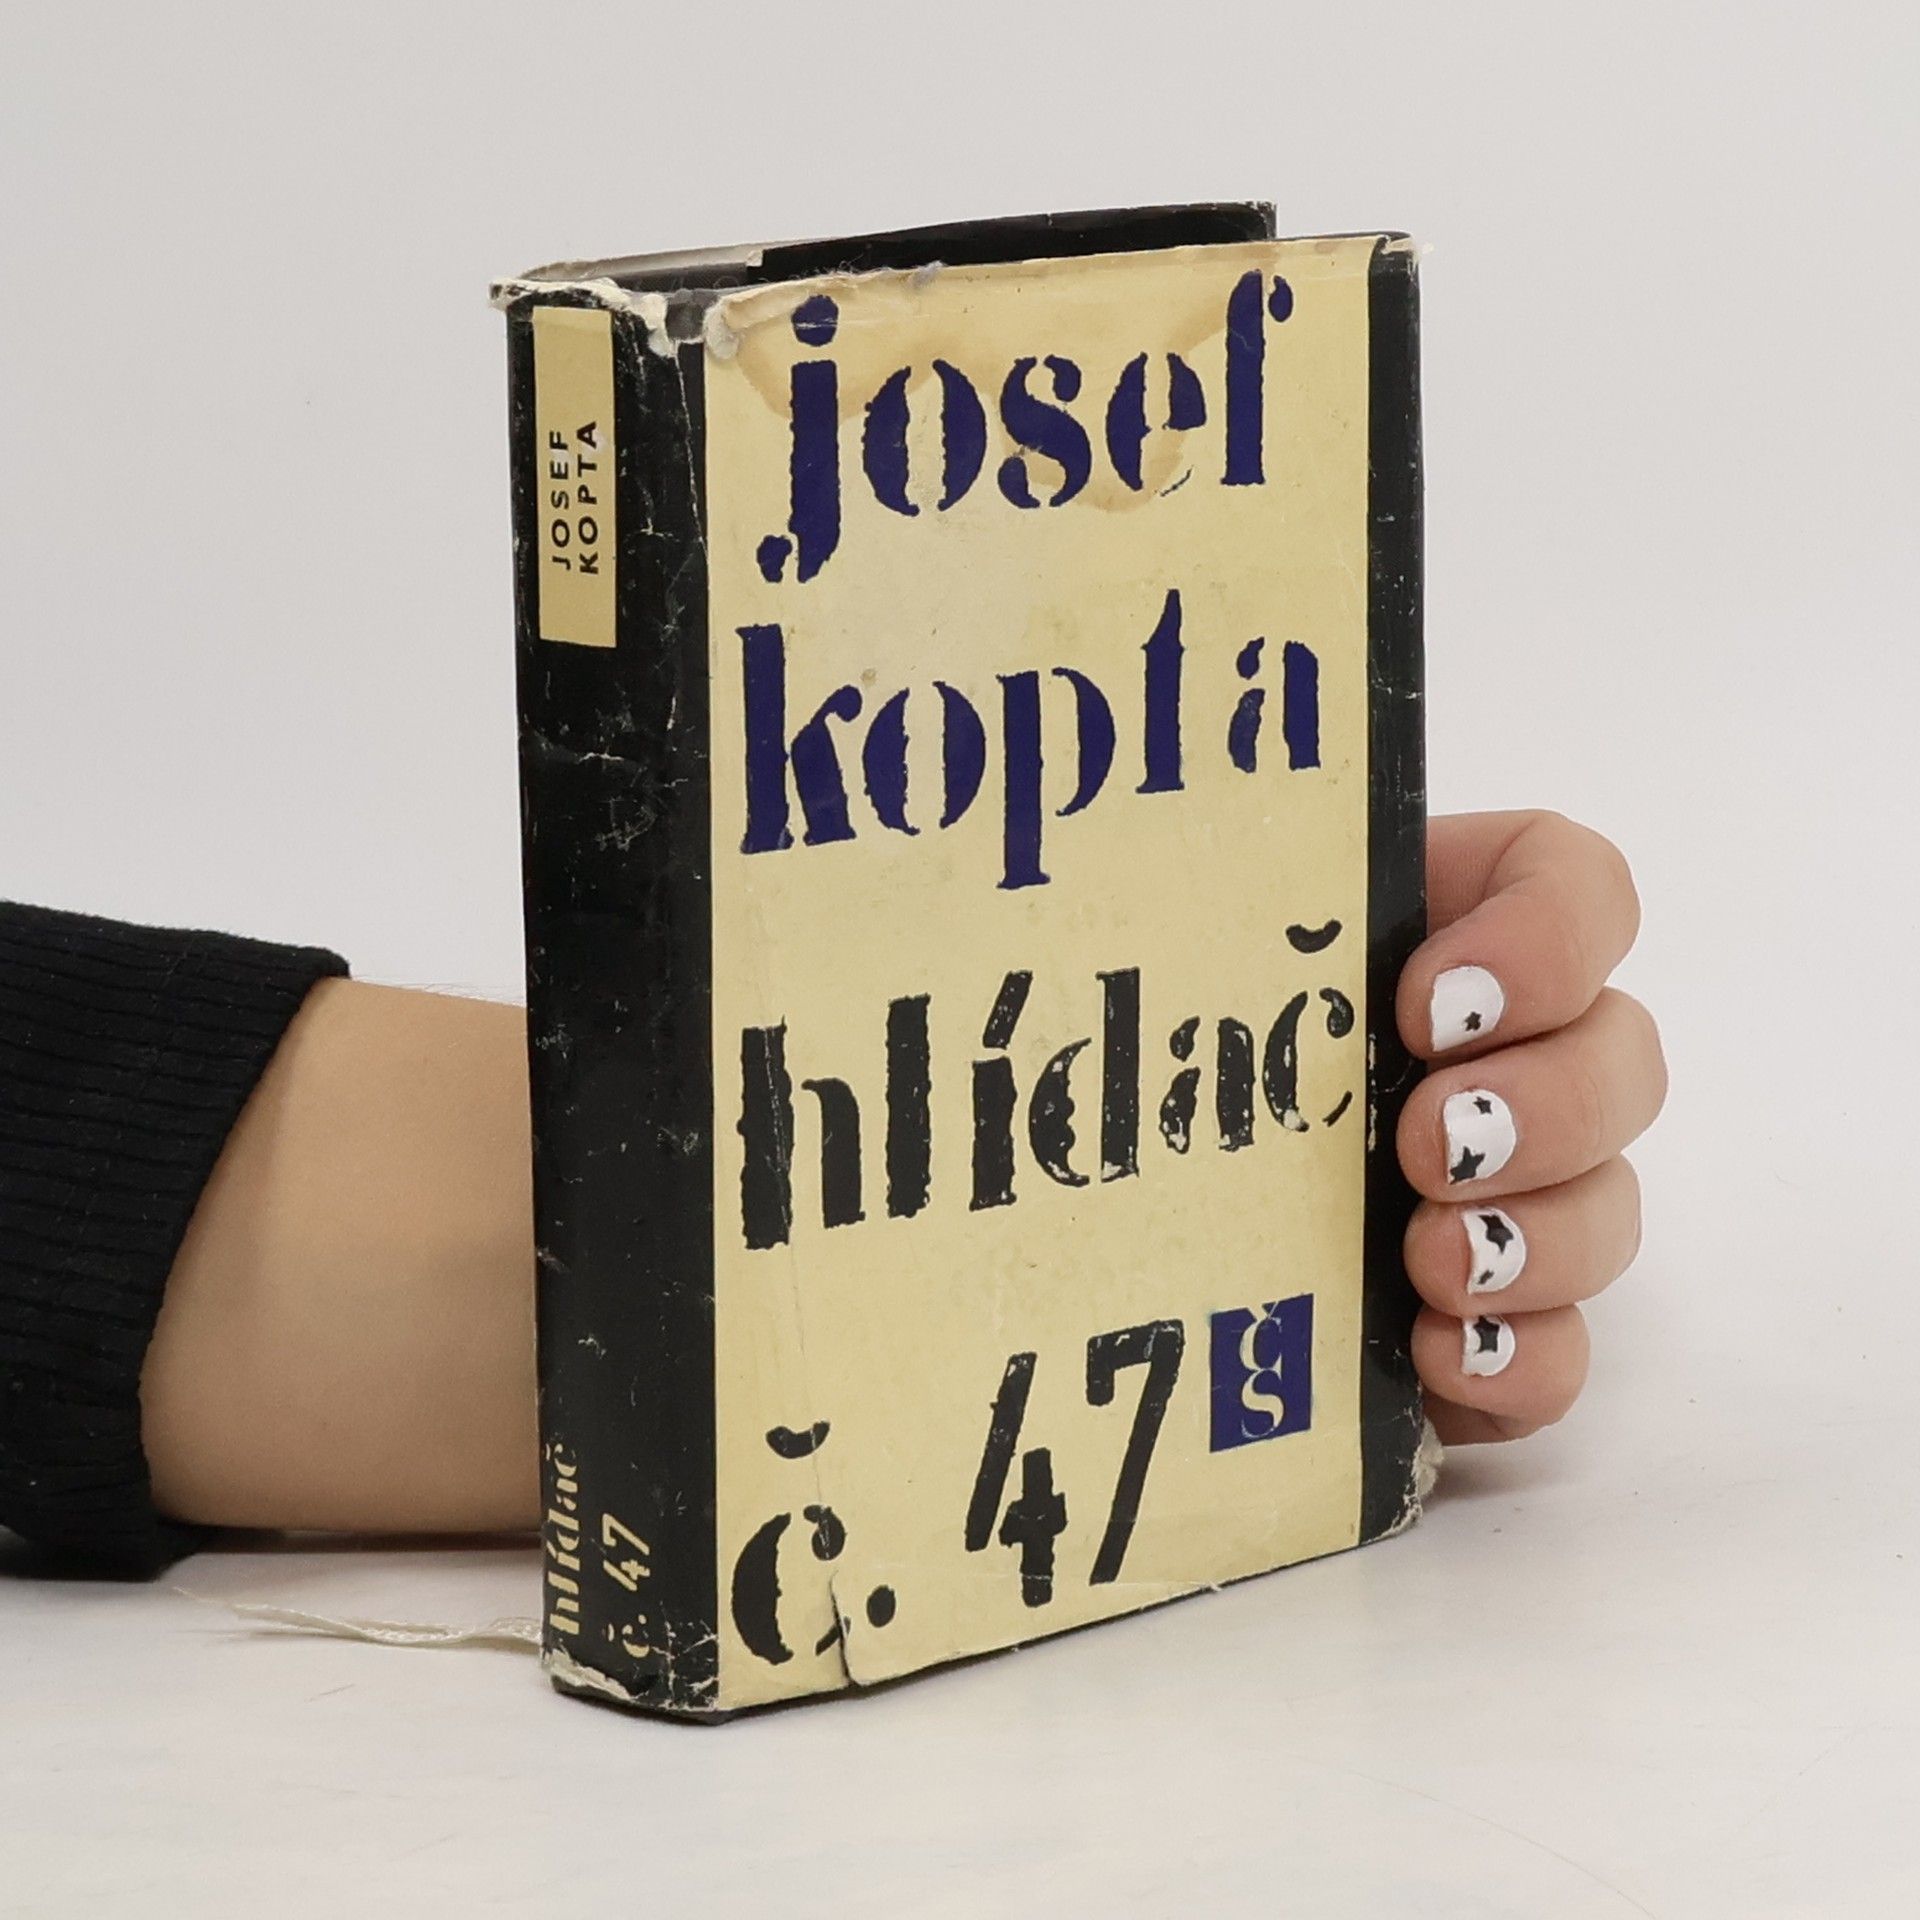 JOSEF
KOPTA
hlídač
č. 47
josef
kopta
hlídač
č. 47
čs